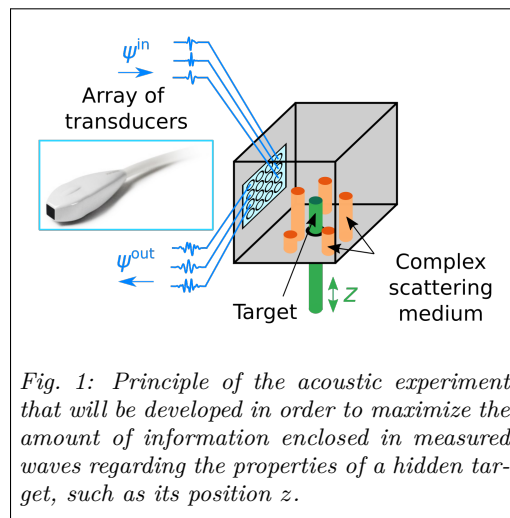 ψin
Array of
transducers
ψout
Target
z
Complex
scattering
medium
Fig. 1: Principle of the acoustic experiment
that will be developed in order to maximize the
amount of information enclosed in measured
waves regarding the properties of a hidden tar-
get, such as its position z.